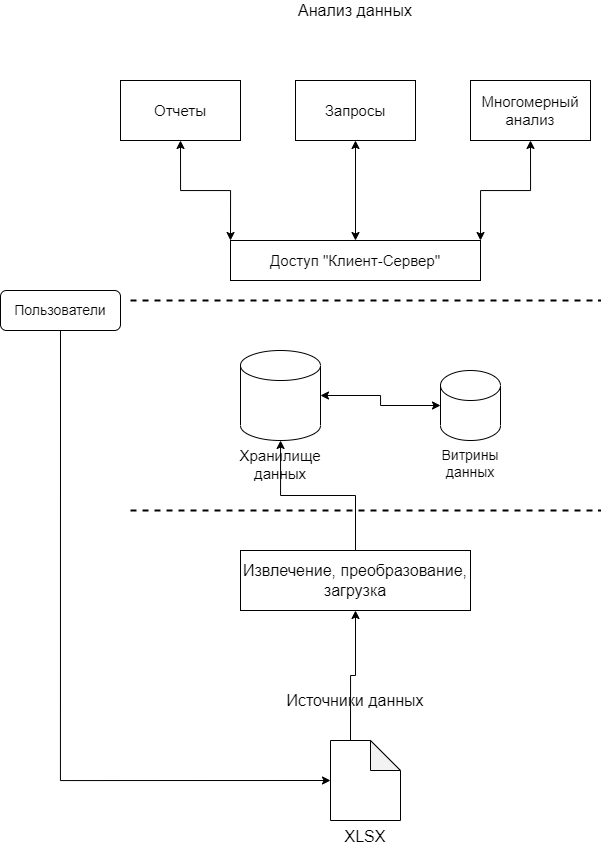 Анализ данных
Отчеты
Запросы
Многомерный
анализ
Доступ "Клиент-Сервер"
Пользователи
Хранилище
данных
Витрины
данных
Извлечение, преобразование,
загрузка
Источники данных
XLSX